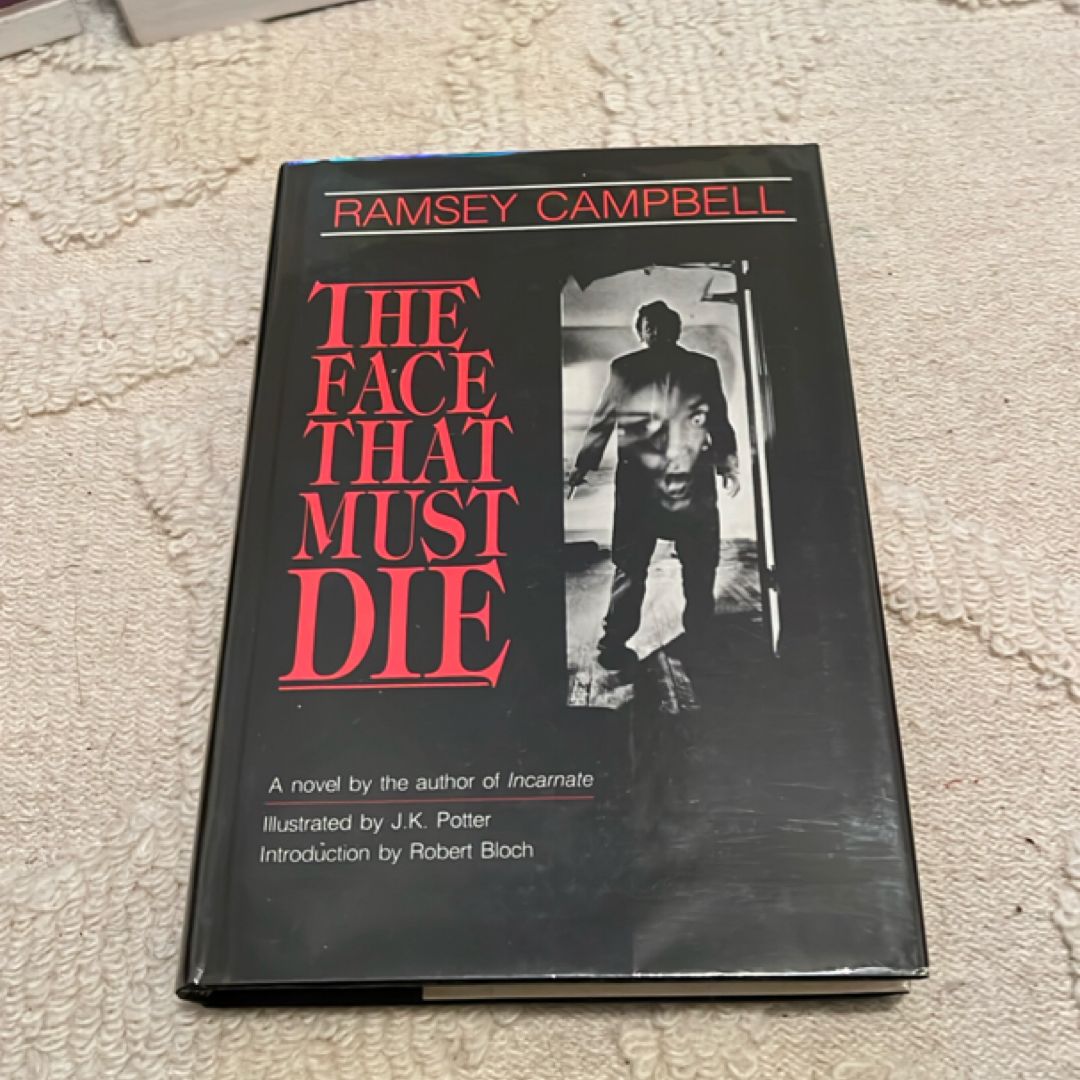 RAMSEY CAMPBELL
THE
FACE
THAT
MUST
DIE
A novel by the author of Incarnate
Illustrated by J.K. Potter
Introduction by Robert Bloch